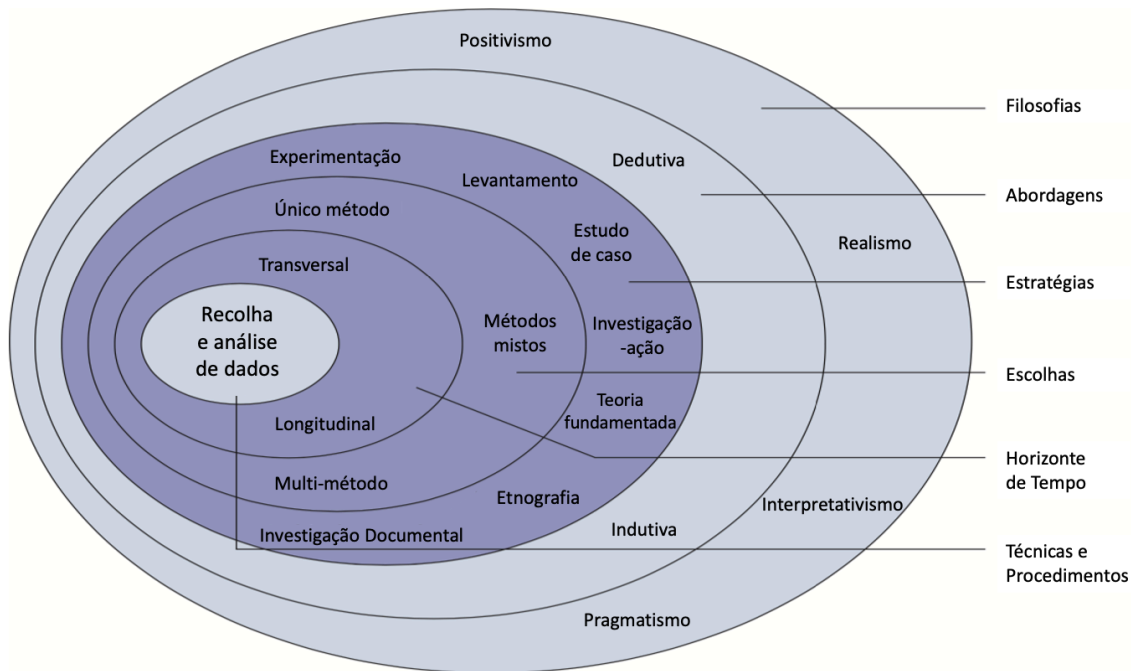 Positivismo
Filosofias
Experimentação
Dedutiva
Levantamento
Abordagens
Único método
Estudo
de caso
Realismo
Transversal
Estratégias
Recolha
e análise
de dados
Métodos
mistos
Investigação
-ação
Escolhas
Teoria
fundamentada
Longitudinal
Horizonte
de Tempo
Multi-método
Etnografia
Interpretativismo
Investigação Documental
Indutiva
Técnicas e
Procedimentos
Pragmatismo